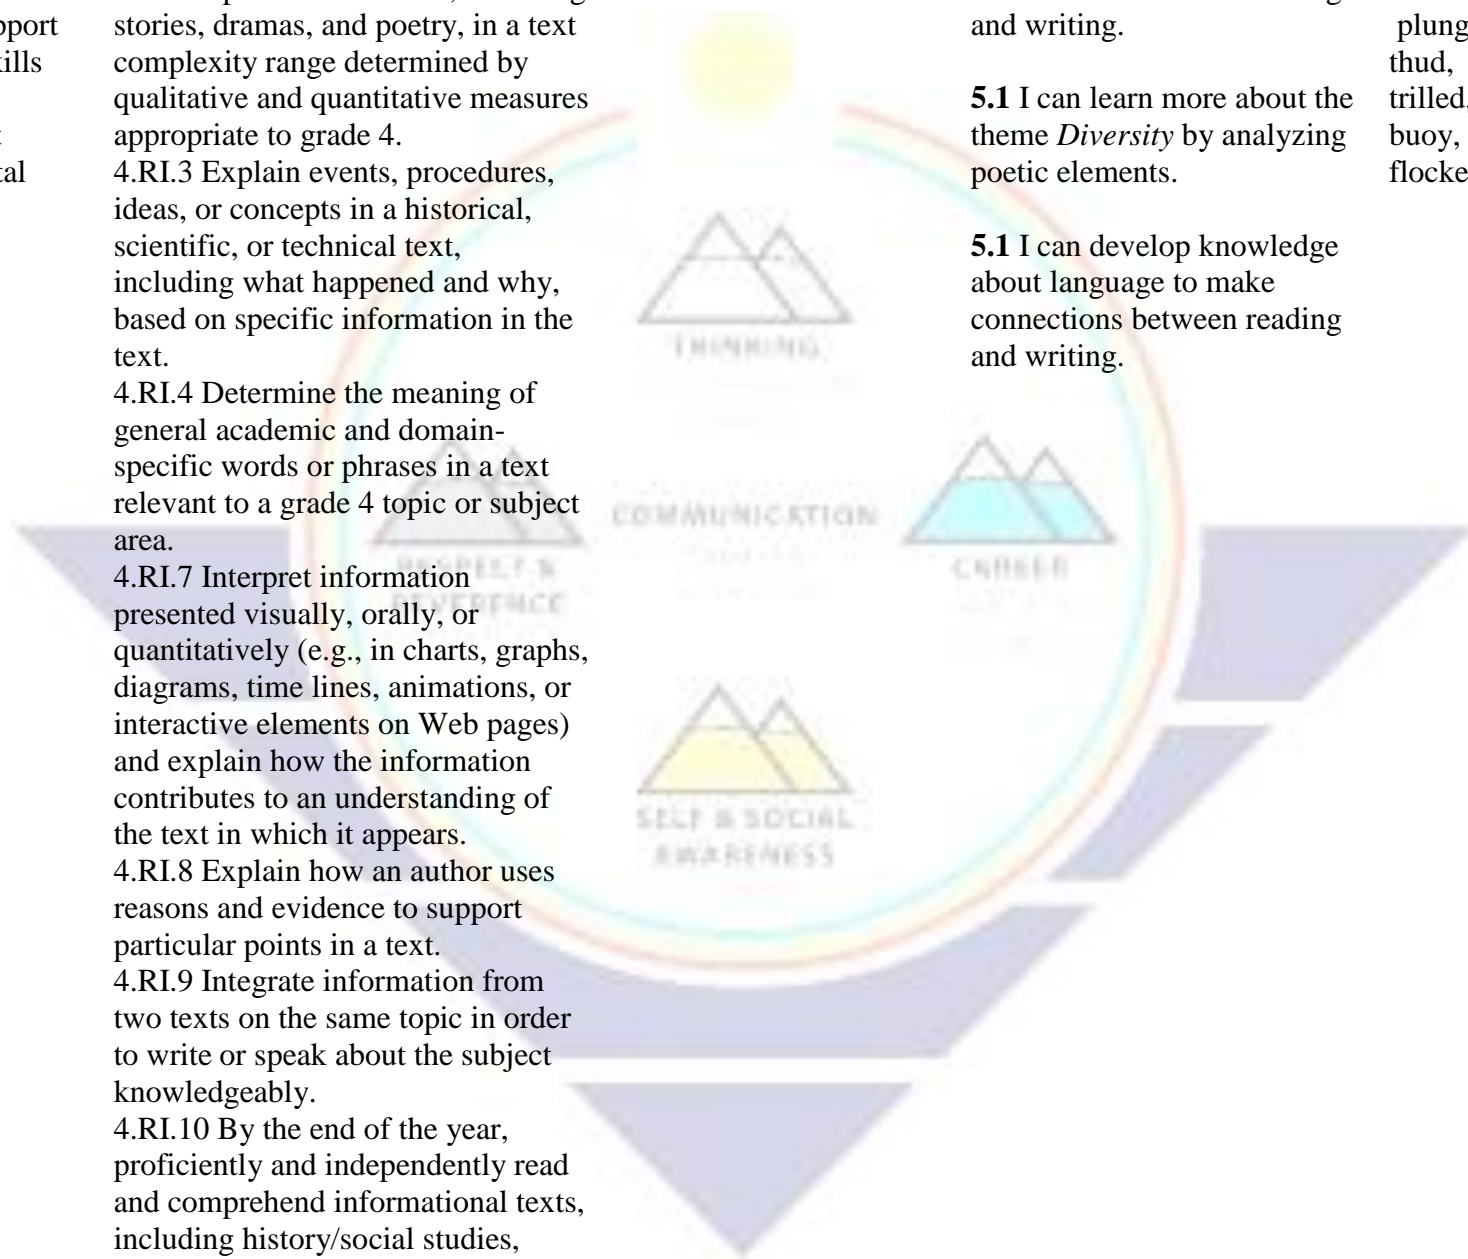 stories, dramas, and poetry, in a text
complexity range determined by
qualitative and quantitative measures
appropriate to grade 4.
4.RI.3 Explain events, procedures,
ideas, or concepts in a historical,
scientific, or technical text,
including what happened and why,
based on specific information in the
text.
4.RI.4 Determine the meaning of
general academic and domain-
specific words or phrases in a text
relevant to a grade 4 topic or subject
area.
4.RI.7 Interpret information
presented visually, orally, or
quantitatively (e.g., in charts, graphs,
diagrams, time lines, animations, or
interactive elements on Web pages)
and explain how the information
contributes to an understanding of
the text in which it appears.
4.RI.8 Explain how an author uses
reasons and evidence to support
particular points in a text.
4.RI.9 Integrate information from
two texts on the same topic in order
to write or speak about the subject
knowledgeably.
4.RI.10 By the end of the year,
proficiently and independently read
and comprehend informational texts,
including history/social studies,
and writing.
5.1 I can learn more about the
theme Diversity by analyzing
poetic elements.
5.1 I can develop knowledge
about language to make
connections between reading
and writing.
thud,
trilled,
buoy,
THINKING
COMMUNICATION
RESPECT &
REVERENCE
CAREER
SELF & SOCIAL
AWARENESS